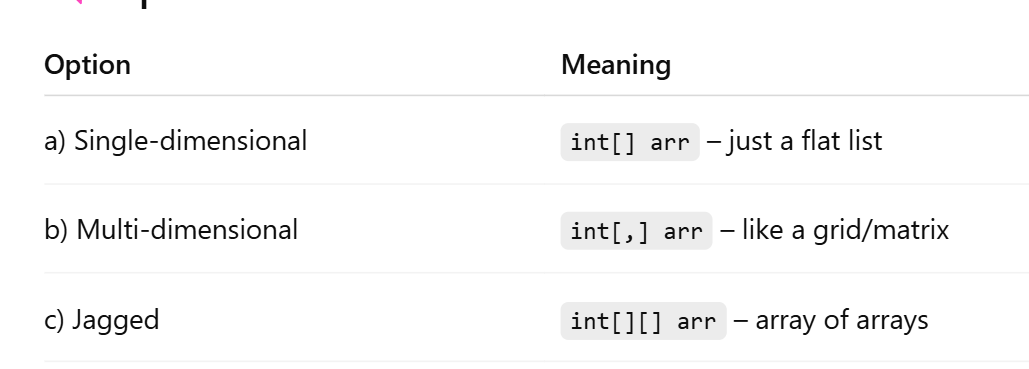 Option Meaning
a) Single-dimensional int[] arr – just a flat list
b) Multi-dimensional int[,] arr – like a grid/matrix
c) Jagged int[][] arr – array of arrays